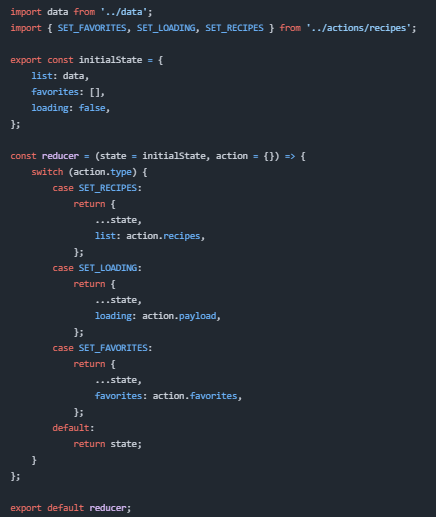 import data from '../data';
import { SET_FAVORITES, SET_LOADING, SET_RECIPES } from '../actions/recipes';

export const initialState = {
    list: data,
    favorites: [],
    loading: false,
};

const reducer = (state = initialState, action = {}) => {
    switch (action.type) {
        case SET_RECIPES:
            return {
                ...state,
                list: action.recipes,
            };
        case SET_LOADING:
            return {
                ...state,
                loading: action.payload,
            };
        case SET_FAVORITES:
            return {
                ...state,
                favorites: action.favorites,
            };
        default:
            return state;
    }
};

export default reducer;